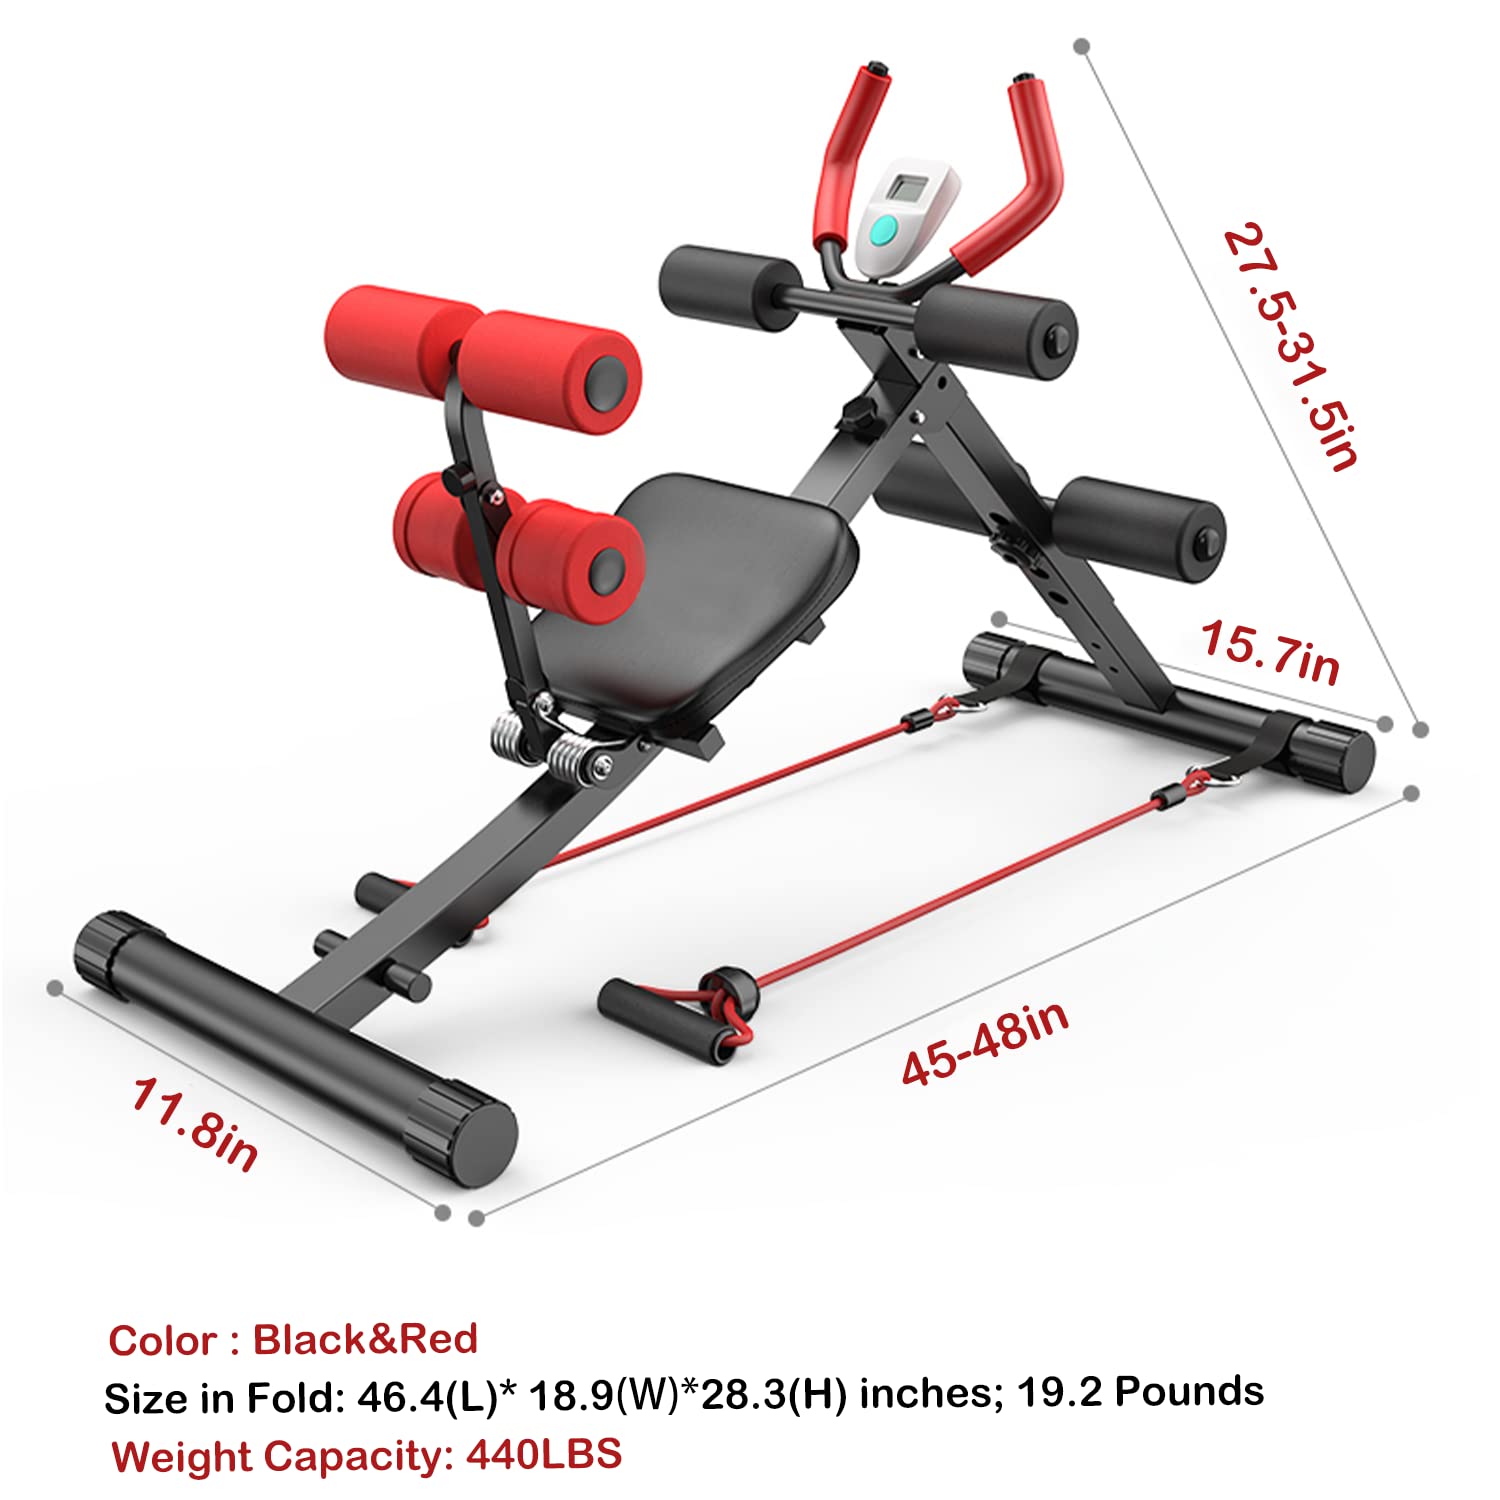 27.5-31.5in
15.7in
45-48in
11.8in
Color : Black&Red
Size in Fold: 46.4(L)* 18.9(W)*28.3(H) inches; 19.2 Pounds
Weight Capacity: 440LBS